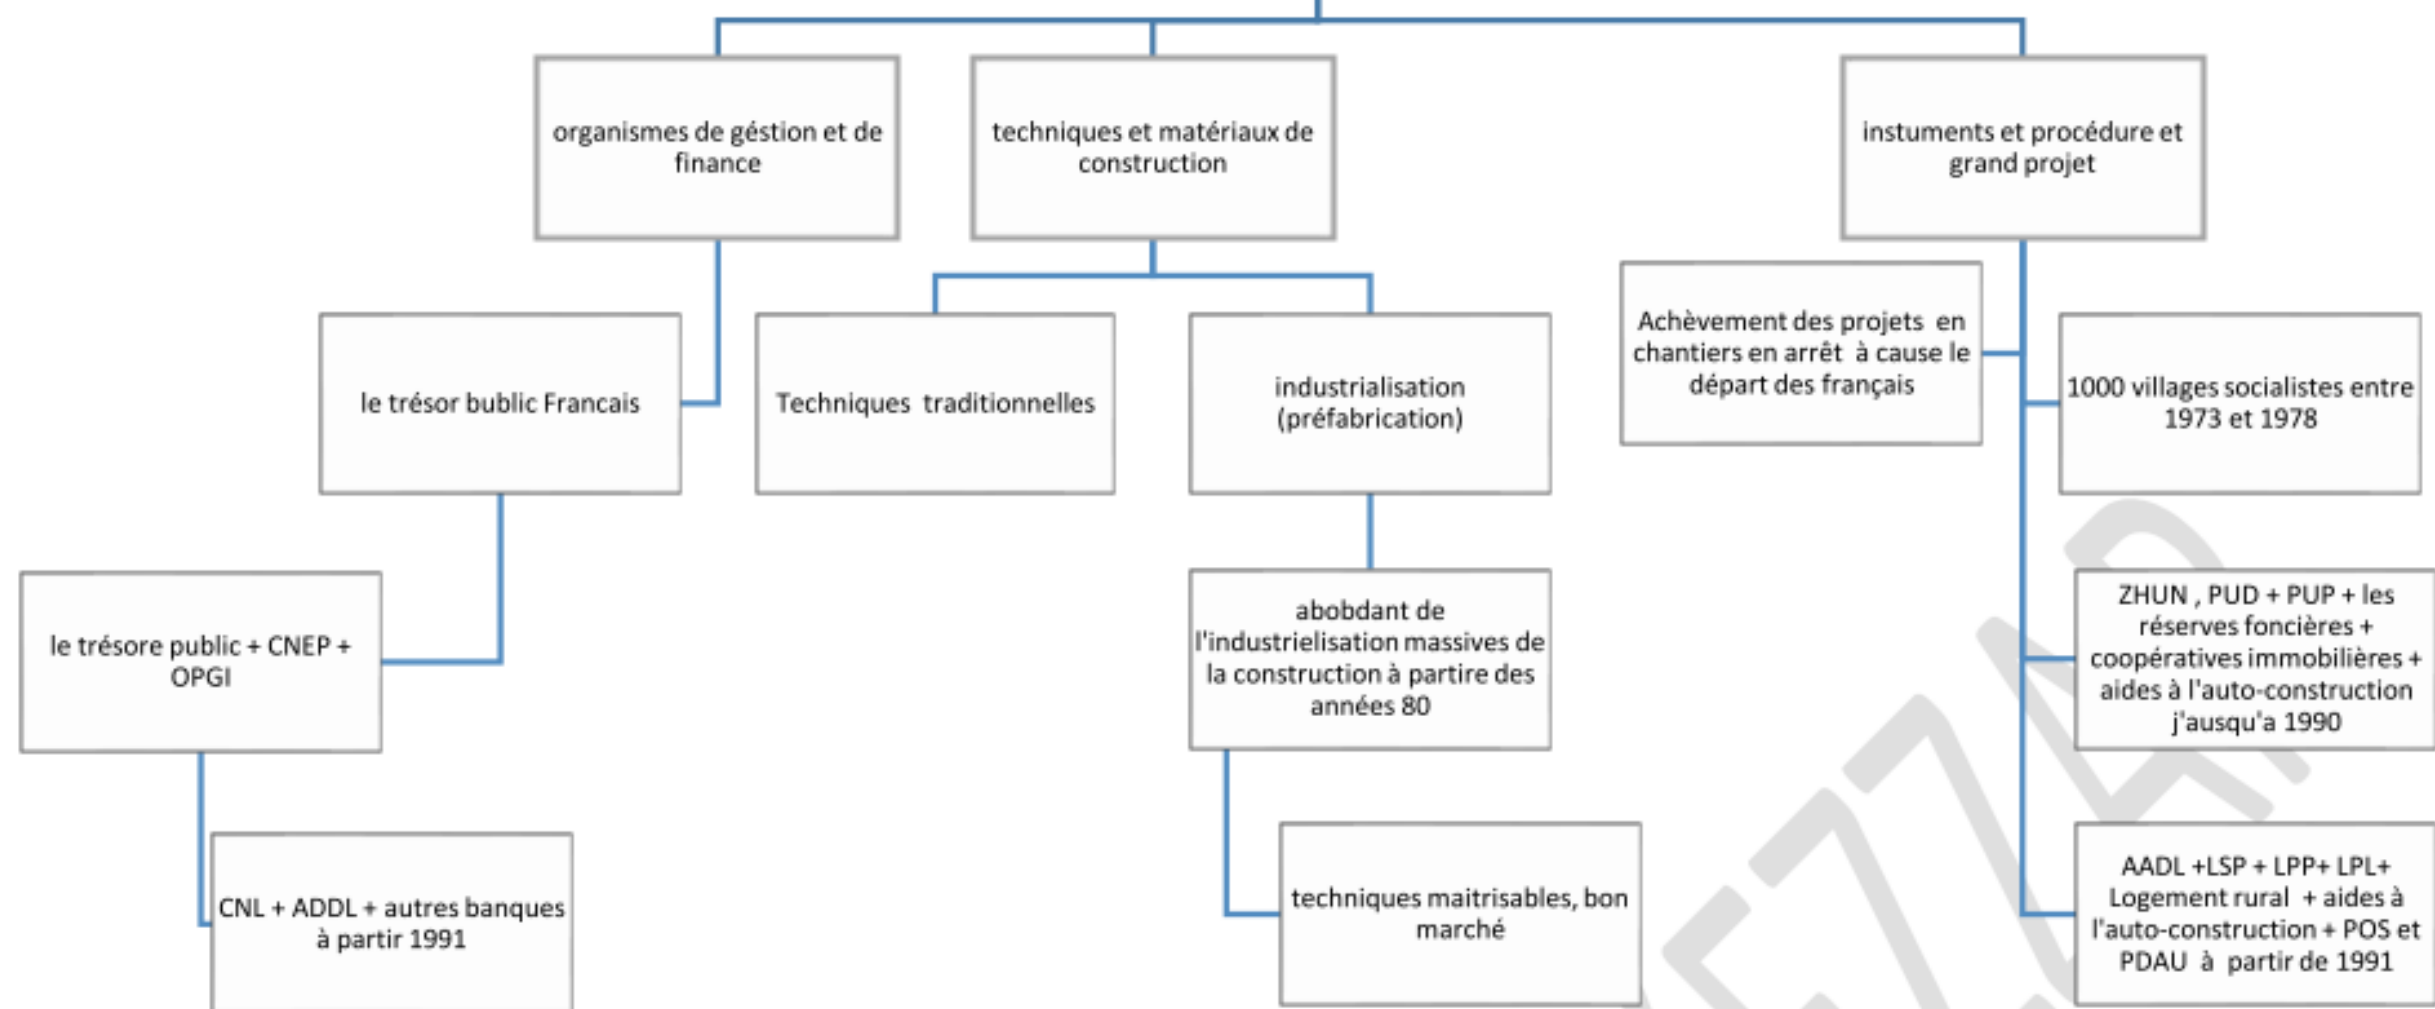 organismes de géstion et de
finance
techniques et matériaux de
construction
instuments et procédure et
grand projet
le trésor bublic Francais
Techniques traditionnelles
industrialisation
(préfabrication)
Achèvement des projets en
chantiers en arrêt à cause le
départ des français
1000 villages socialistes entre
1973 et 1978
le trésore public + CNEP +
OPGI
abobdant de
l'industrielisation massives de
la construction à partire des
années 80
ZHUN , PUD + PUP + les
réserves foncières +
coopératives immobilières +
aides à l'auto-construction
j'ausqu'a 1990
CNL + ADDL + autres banques
à partir 1991
techniques maitrisables, bon
marché
AADL +LSP + LPP+ LPL+
Logement rural + aides à
l'auto-construction + POS et
PDAU à partir de 1991